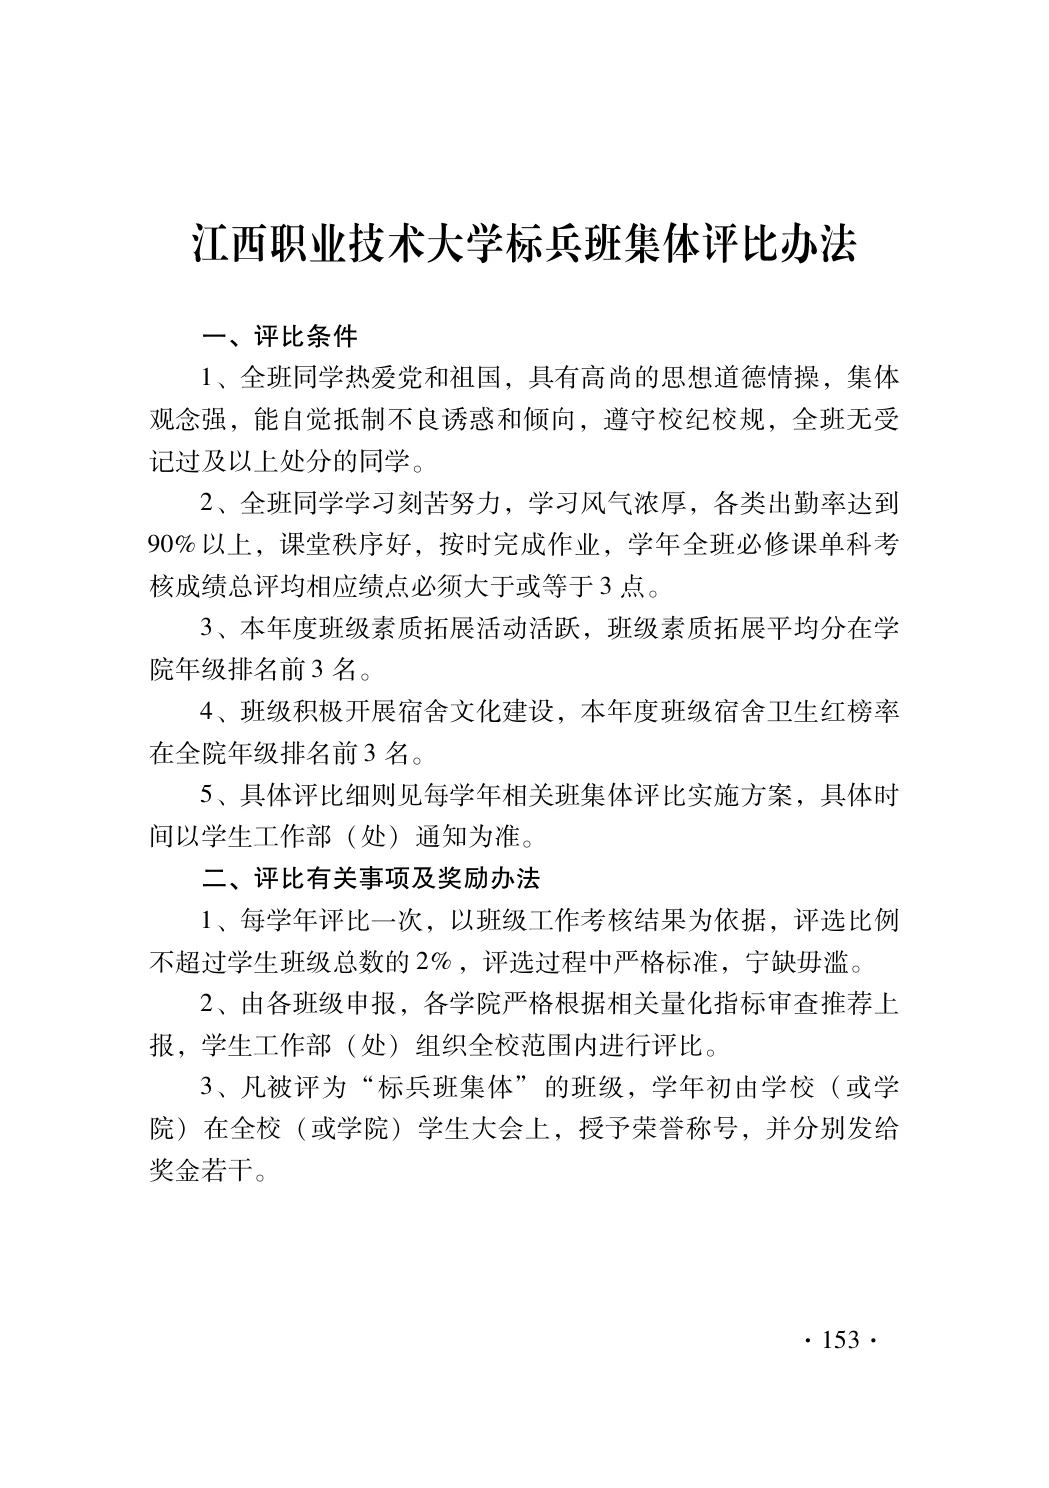 江西职业技术大学标兵班集体评比办法
一、评比条件
1、全班同学热爱党和祖国，具有高尚的思想道德情操，集体
观念强，能自觉抵制不良诱惑和倾向，遵守校纪校规，全班无受
记过及以上处分的同学。
2、全班同学学习刻苦努力，学习风气浓厚，各类出勤率达到
90%以上，课堂秩序好，按时完成作业，学年全班必修课单科考
核成绩总评均相应绩点必须大于或等于3点。
3、本年度班级素质拓展活动活跃，班级素质拓展平均分在学
院年级排名前3名。
4、班级积极开展宿舍文化建设，本年度班级宿舍卫生红榜率
在全院年级排名前3名。
5、具体评比细则见每学年相关班集体评比实施方案，具体时
间以学生工作部（处）通知为准。
二、评比有关事项及奖励办法
1、每学年评比一次，以班级工作考核结果为依据，评选比例
不超过学生班级总数的2%，评选过程中严格标准，宁缺毋滥。
2、由各班级申报，各学院严格根据相关量化指标审查推荐上
报，学生工作部（处）组织全校范围内进行评比。
3、凡被评为“标兵班集体”的班级，学年初由学校（或学
院）在全校（或学院）学生大会上，授予荣誉称号，并分别发给
奖金若干。
·153·